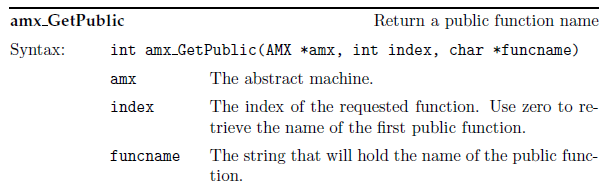 amx_GetPublic Return a public function name
Syntax: int amx_GetPublic(AMX *amx, int index, char *funcname)
amx The abstract machine.
index The index of the requested function. Use zero to re-
trieve the name of the first public function.
funcname The string that will hold the name of the public func-
tion.